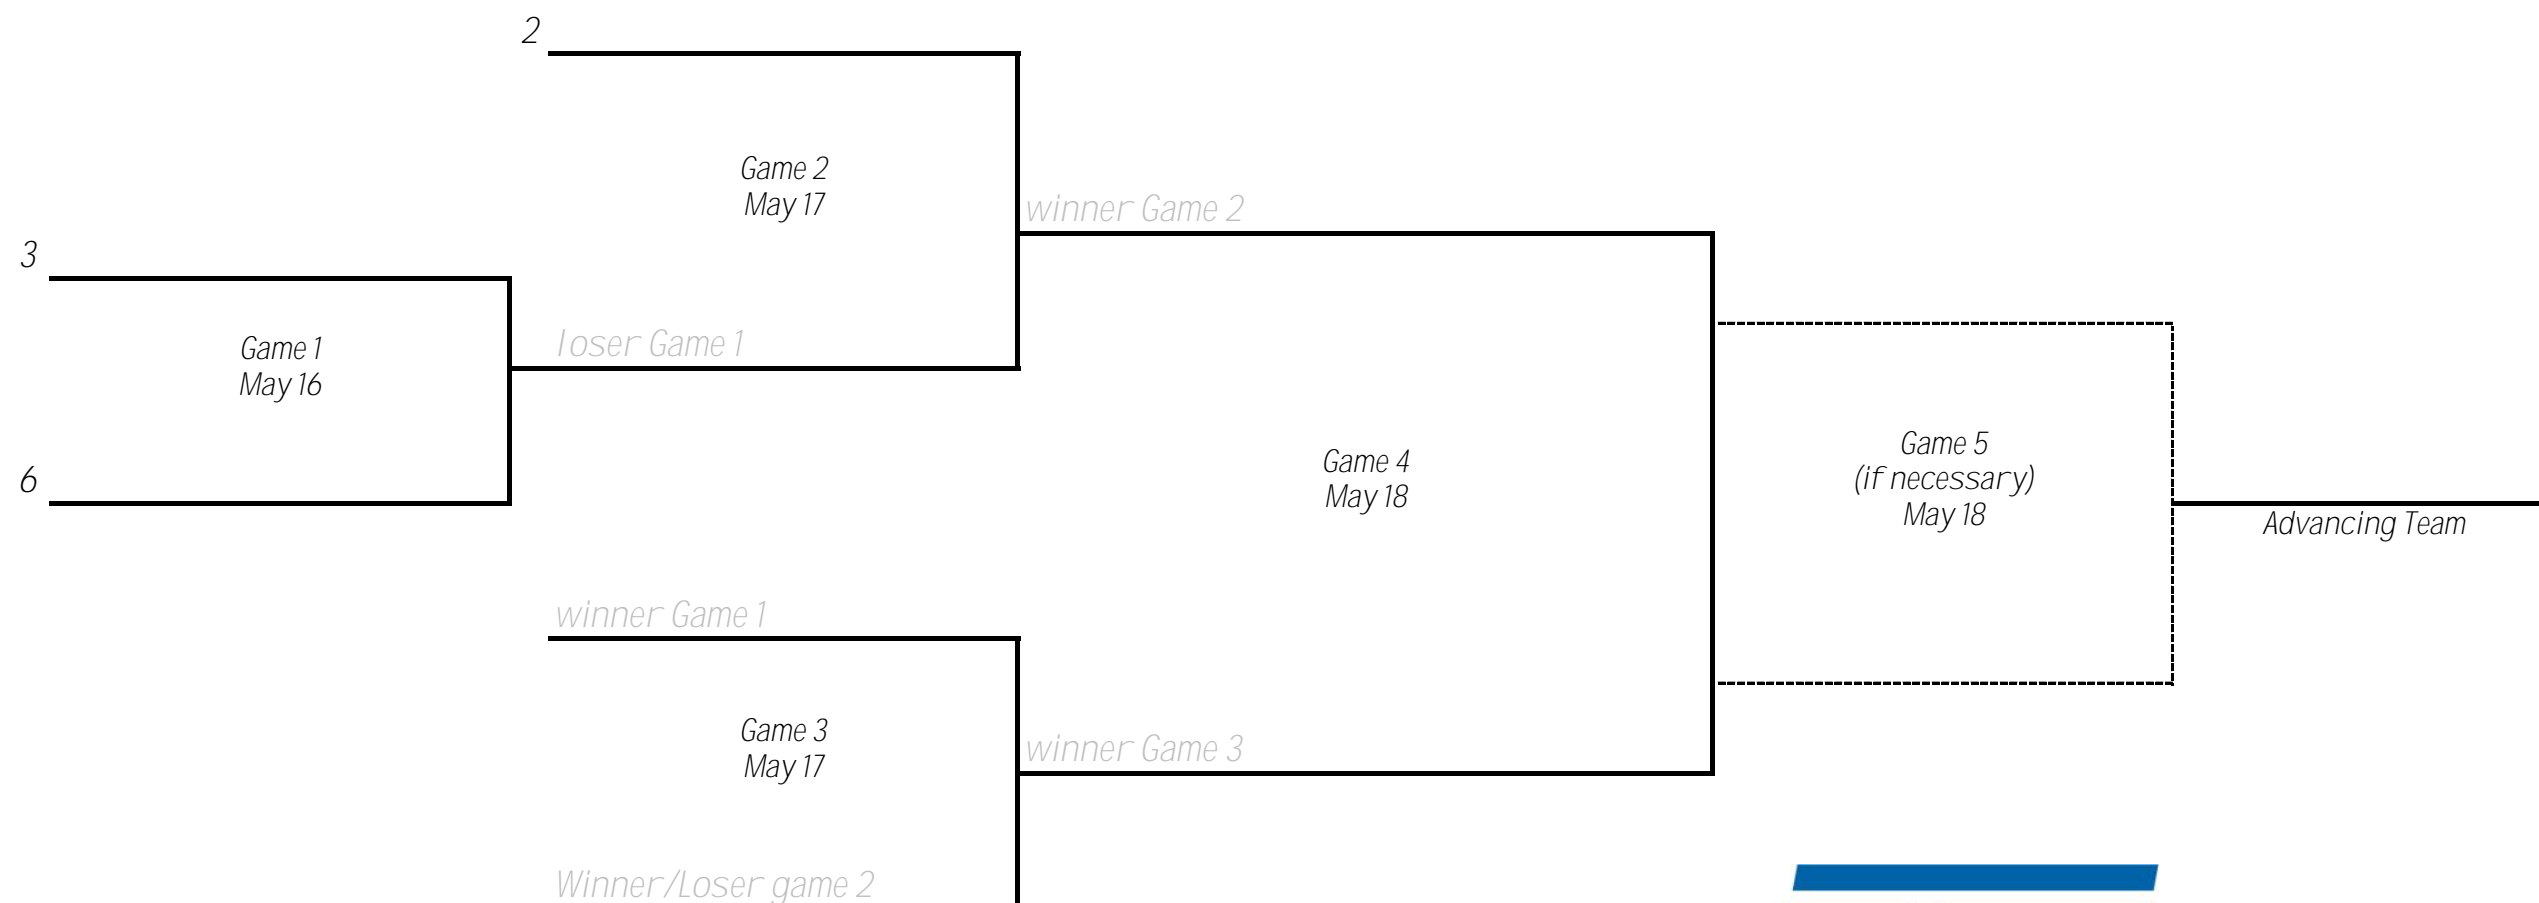 2
Game 2
May 17
winner Game 2
3
loser Game 1
Game 1
May 16
6
Game 4
May 18
Game 5
(if necessary)
May 18
Advancing Team
winner Game 1
Game 3
May 17
winner Game 3
Winner/Loser game 2